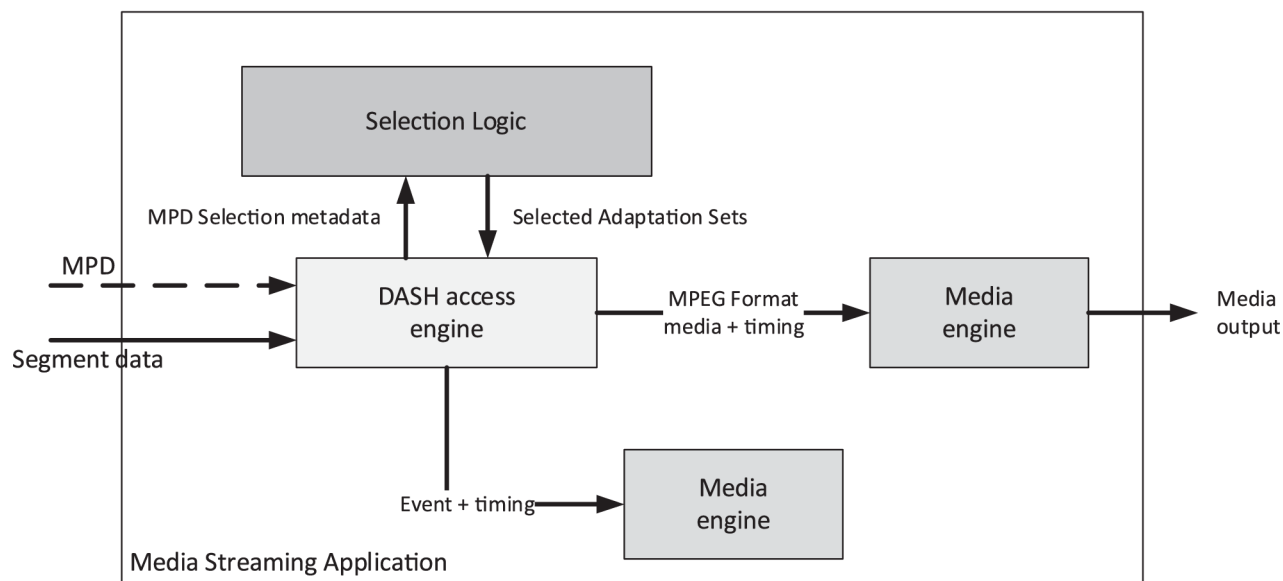 Selection Logic
MPD Selection metadata
Selected Adaptation Sets
MPD
DASH access
engine
MPEG Format
media + timing
Media
engine
Media
output
Segment data
Event + timing
Media
engine
Media Streaming Application